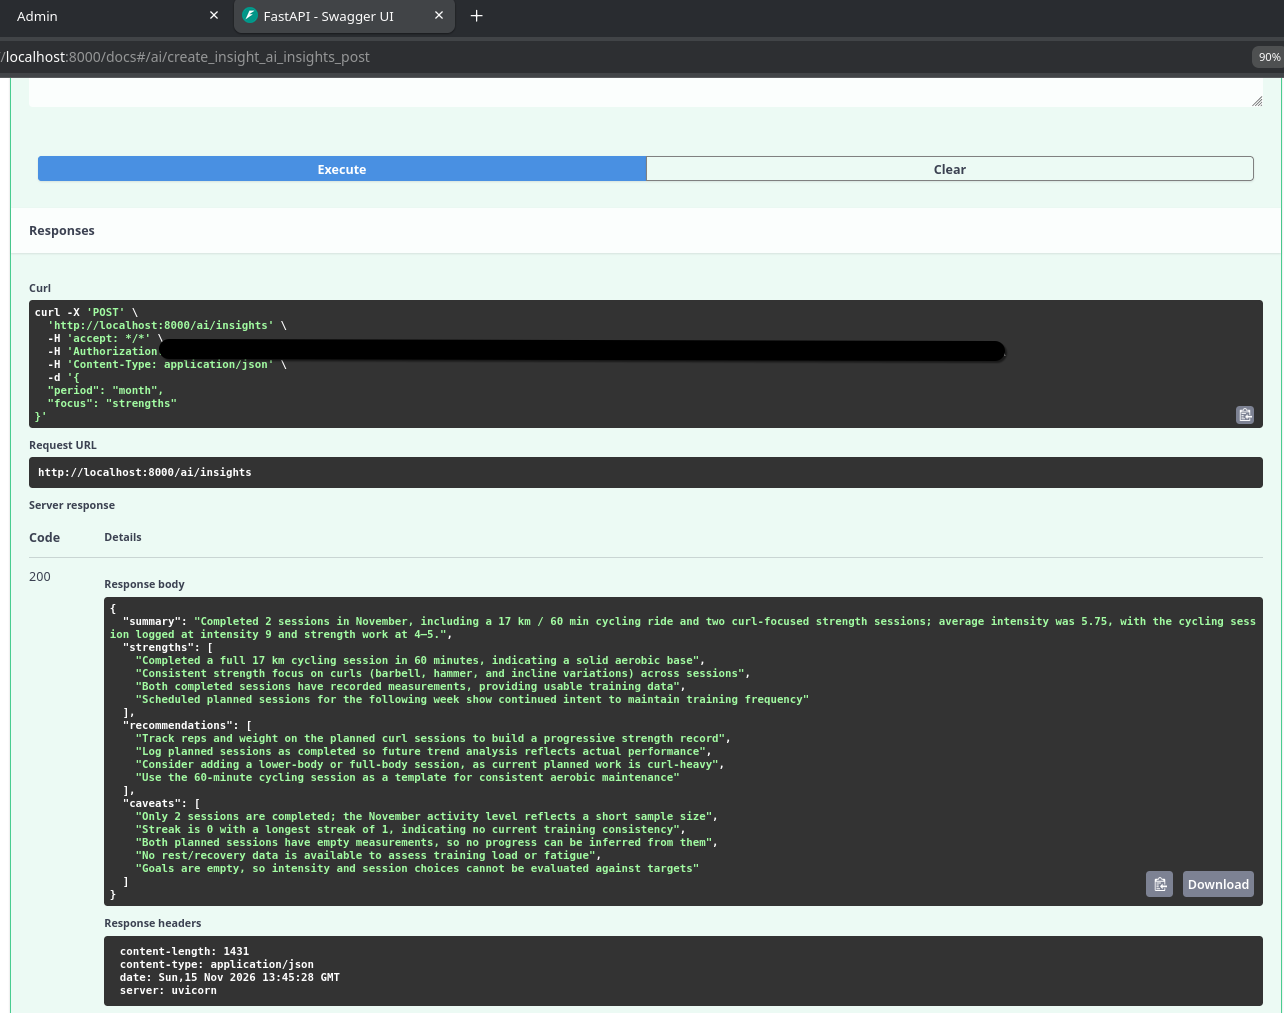 Admin
FastAPI - Swagger UI
/localhost:8000/docs#/ai/create_insight_ai_insights_post
90%
Execute
Clear
Responses
Curl
curl -X 'POST' \
  'http://localhost:8000/ai/insights' \
  -H 'accept: */*' \
  -H 'Authorization
  -H 'Content-Type: application/json' \
  -d '{
  "period": "month",
  "focus": "strengths"
}'
Request URL
http://localhost:8000/ai/insights
Server response
Code
Details
200
Response body
{
  "summary": "Completed 2 sessions in November, including a 17 km / 60 min cycling ride and two curl-focused strength sessions; average intensity was 5.75, with the cycling sess
ion logged at intensity 9 and strength work at 4–5.",
  "strengths": [
    "Completed a full 17 km cycling session in 60 minutes, indicating a solid aerobic base",
    "Consistent strength focus on curls (barbell, hammer, and incline variations) across sessions",
    "Both completed sessions have recorded measurements, providing usable training data",
    "Scheduled planned sessions for the following week show continued intent to maintain training frequency"
  ],
  "recommendations": [
    "Track reps and weight on the planned curl sessions to build a progressive strength record",
    "Log planned sessions as completed so future trend analysis reflects actual performance",
    "Consider adding a lower-body or full-body session, as current planned work is curl-heavy",
    "Use the 60-minute cycling session as a template for consistent aerobic maintenance"
  ],
  "caveats": [
    "Only 2 sessions are completed; the November activity level reflects a short sample size",
    "Streak is 0 with a longest streak of 1, indicating no current training consistency",
    "Both planned sessions have empty measurements, so no progress can be inferred from them",
    "No rest/recovery data is available to assess training load or fatigue",
    "Goals are empty, so intensity and session choices cannot be evaluated against targets"
  ]
}
Download
Response headers
content-length: 1431
content-type: application/json
date: Sun,15 Nov 2026 13:45:28 GMT
server: uvicorn